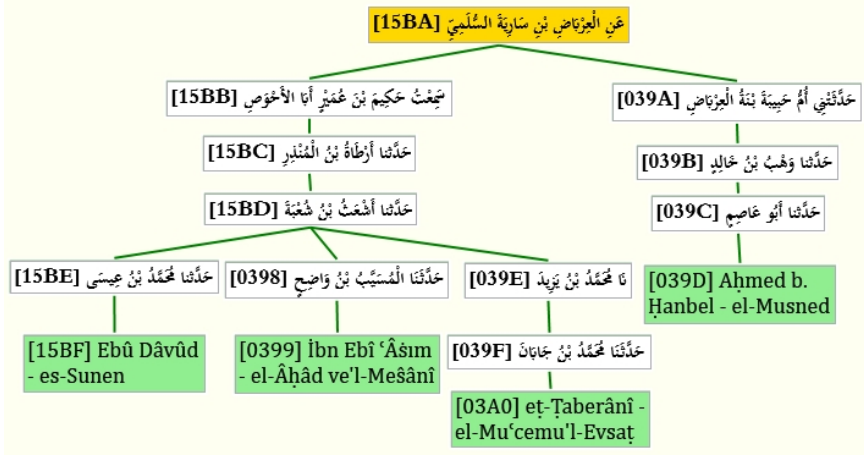 عَنِ الْعِرْبَاضِ بْنِ سَارِيَةَ السُّلَمِيِّ [15BA]
سَمِعْتُ حَكِيمَ بْنَ عُمَيْرٍ أَبَا الأَحْوَصِ [15BB]
حَدَّثَتْنِي أُمُّ حَبِيبَةَ بْنَةُ الْعِرْبَاضِ [039A]
حَدَّثنا أَرْطَاةُ بْنُ الْمُنْذِرِ [15BC]
حَدَّثنا وَهْبُ بْنُ خَالِدٍ [039B]
حَدَّثنا أَشْعَثُ بْنُ شُعْبَةَ [15BD]
حَدَّثنا أَبُو عَاصِمٍ [039C]
حَدَّثنا مُحَمَّدُ بْنُ عِيسَى [15BE]
حَدَّثَنَا الْمُسَيَّبُ بْنُ وَاضِحٍ [0398]
نَا مُحَمَّدُ بْنُ يَزِيدَ [039E]
[039D] Aḥmed b.
Ḥanbel - el-Musned
[15BF] Ebû Dâvûd
- es-Sunen
[0399] İbn Ebî ʿÂṡım
- el-Âḥâd ve'l-Meŝânî
حَدَّثَنَا مُحَمَّدُ بْنُ جَابَانَ [039F]
[03A0] eṭ-Ṭaberânî -
el-Muʿcemu'l-Evsaṭ